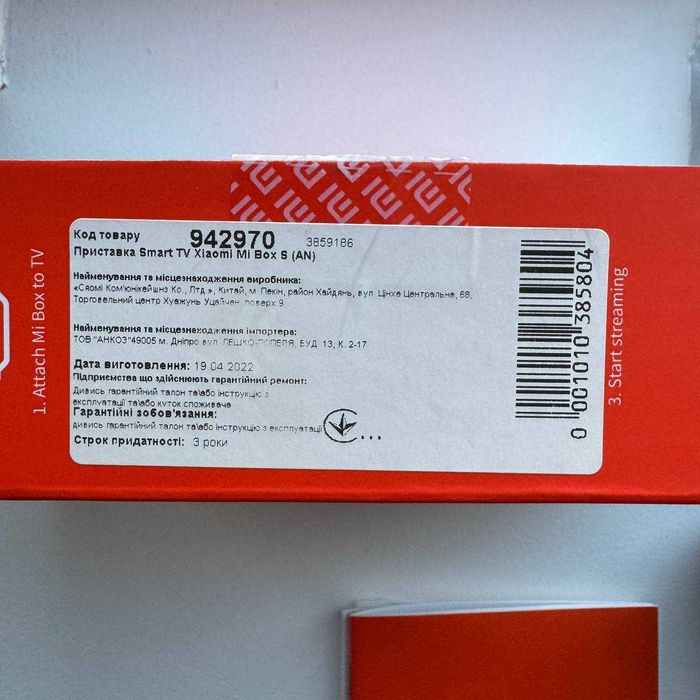 1. Attach Mi Box to TV
Код товару 942970 3859186
Приставка Smart TV Xiaomi Mi Box S (AN)
Найменування та місцезнаходження виробника:
«Сяомі Ком'юнікейшнз Ко., Лтд.», Китай, м. Пекін, район Хайдянь, вул. Цінхе Центральна, 68,
Торговельний центр Хуажунь Уцайчен, поверх 9
Найменування та місцезнаходження імпортера:
ТОВ "АНКОЗ"49005 м. Дніпро вул. ЛЕШКО-ПОПЕЛЯ, БУД. 13, К. 2-17
Дата виготовлення: 19.04.2022
Підприємства що здійснюють гарантійний ремонт:
Дивись гарантійний талон та\або інструкцію з
експлуатації та\або куток споживача
Гарантійні зобов'язання:
дивись гарантійний талон та\або інструкцію з експлуатації
Строк придатності: 3 роки
0 001010 385804
3. Start streaming